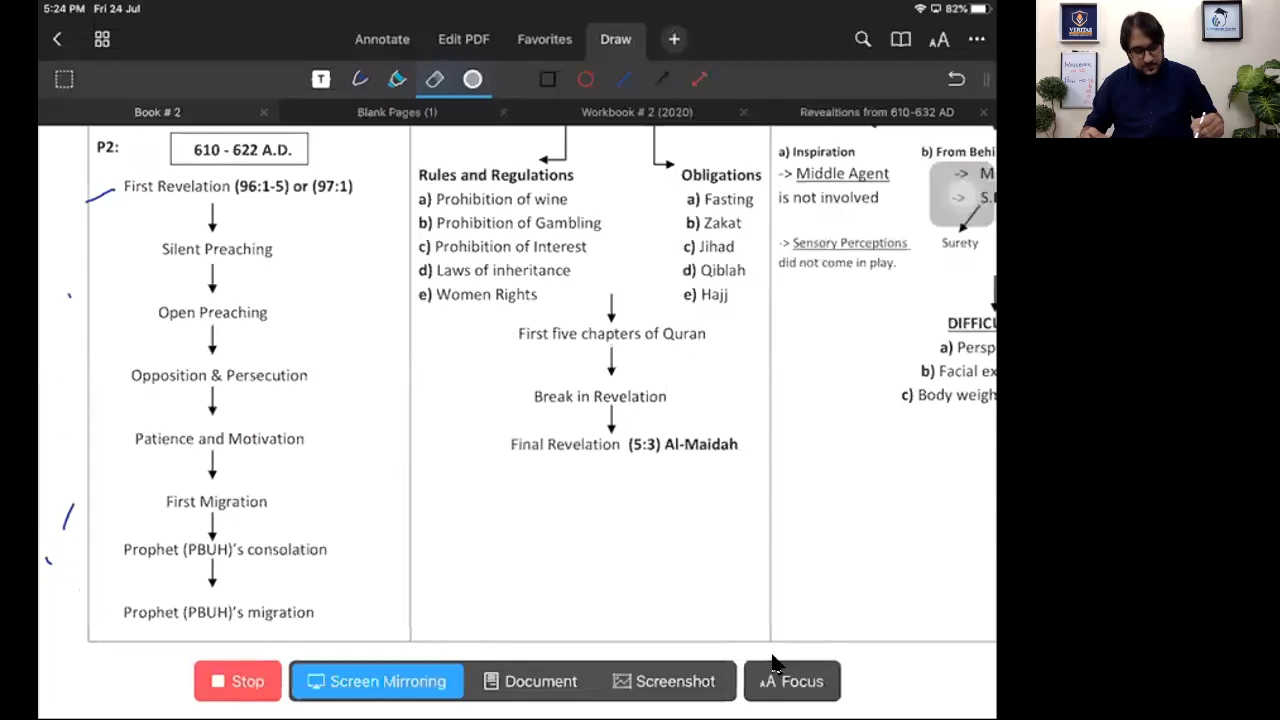 5:24 PM Fri 24 Jul
82%
Annotate Edit PDF Favorites Draw
Book # 2
Blank Pages (1)
Workbook # 2 (2020)
Revealtions from 610-632 AD
P2:
610 - 622 A.D.
First Revelation (96:1-5) or (97:1)
Silent Preaching
Open Preaching
Opposition & Persecution
Patience and Motivation
First Migration
Prophet (PBUH)'s consolation
Prophet (PBUH)'s migration
Rules and Regulations
a) Prohibition of wine
b) Prohibition of Gambling
c) Prohibition of Interest
d) Laws of inheritance
e) Women Rights
Obligations
a) Fasting
b) Zakat
c) Jihad
d) Qiblah
e) Hajj
First five chapters of Quran
Break in Revelation
Final Revelation (5:3) Al-Maidah
a) Inspiration
-> Middle Agent
is not involved
-> Sensory Perceptions
did not come in play.
b) From Behi
-> M
-> S.
Surety
DIFFICU
a) Persp
b) Facial ex
c) Body weigh
Stop
Screen Mirroring
Document
Screenshot
AA Focus
VERITAS